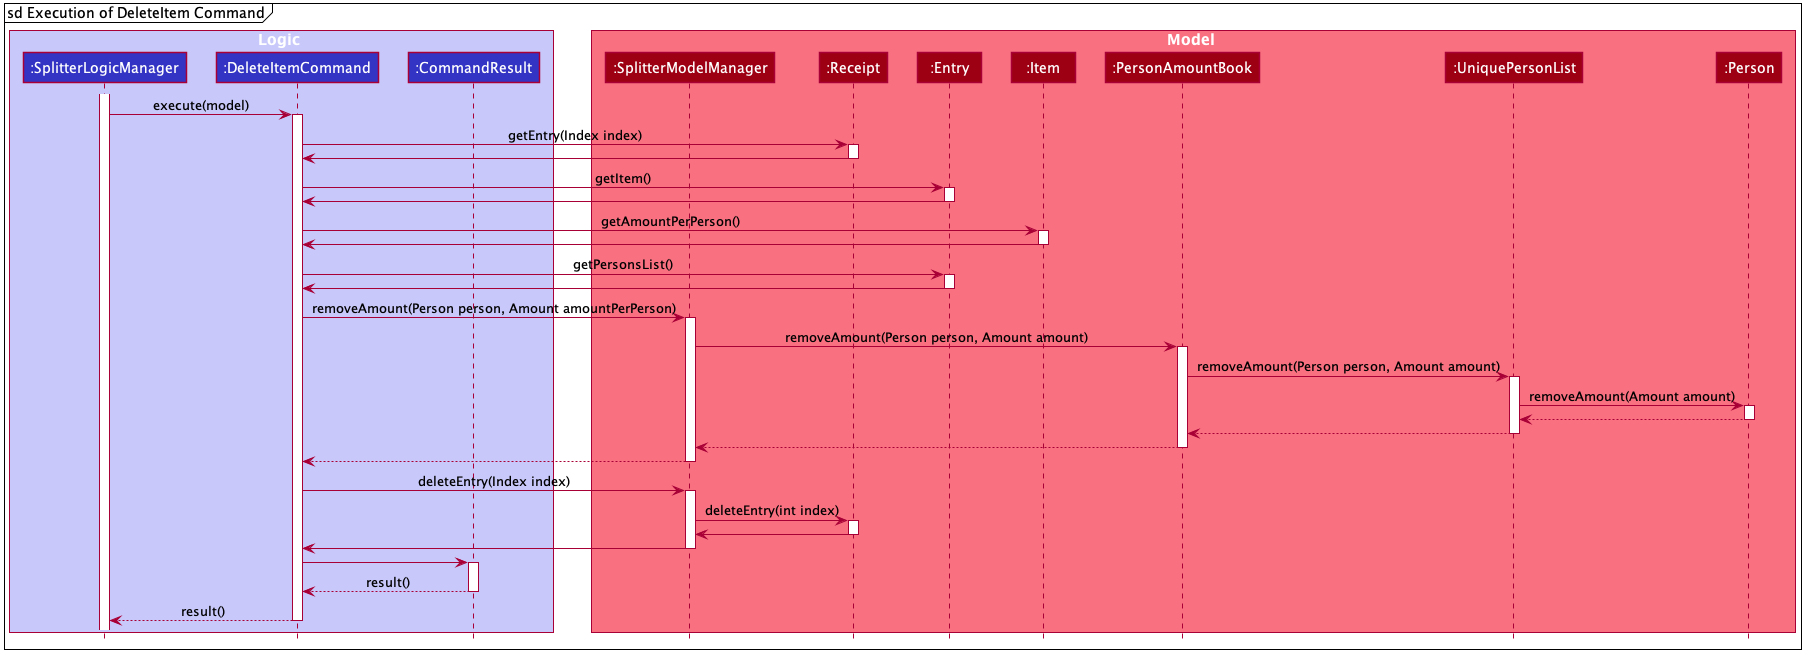 sd Execution of DeleteItem Command
Logic
Model
:SplitterLogicManager
:DeleteItemCommand
:CommandResult
:SplitterModelManager
:Receipt
:Entry
:Item
:PersonAmountBook
:UniquePersonList
:Person
execute(model)
getEntry(Index index)
getItem()
getAmountPerPerson()
getPersonsList()
removeAmount(Person person, Amount amountPerPerson)
removeAmount(Person person, Amount amount)
removeAmount(Person person, Amount amount)
removeAmount(Amount amount)
deleteEntry(Index index)
deleteEntry(int index)
result()
result()